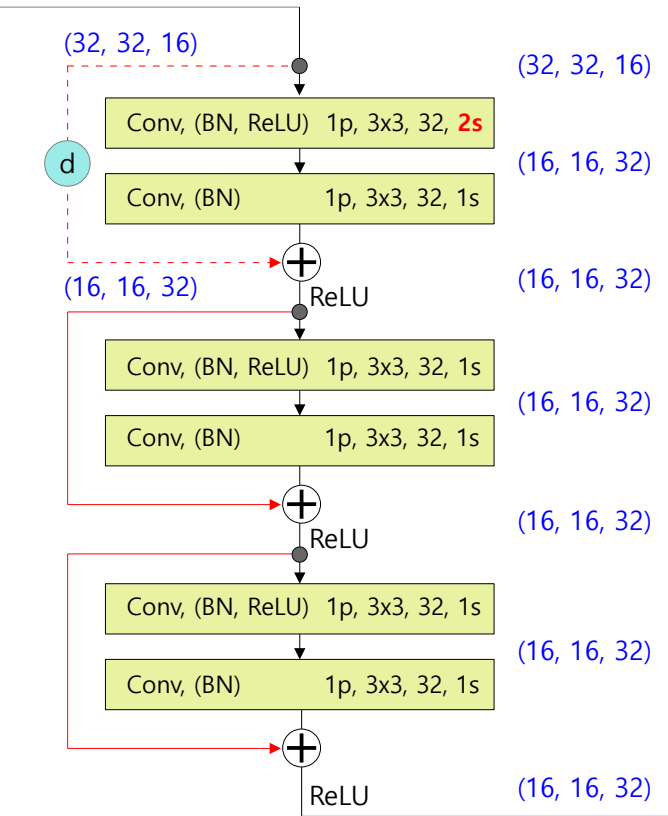 (32, 32, 16)
(32, 32, 16)
Conv, (BN, ReLU) 1p, 3x3, 32, 2s
(16, 16, 32)
d
Conv, (BN) 1p, 3x3, 32, 1s
(16, 16, 32)
(16, 16, 32)
ReLU
Conv, (BN, ReLU) 1p, 3x3, 32, 1s
(16, 16, 32)
Conv, (BN) 1p, 3x3, 32, 1s
(16, 16, 32)
ReLU
Conv, (BN, ReLU) 1p, 3x3, 32, 1s
(16, 16, 32)
Conv, (BN) 1p, 3x3, 32, 1s
ReLU
(16, 16, 32)